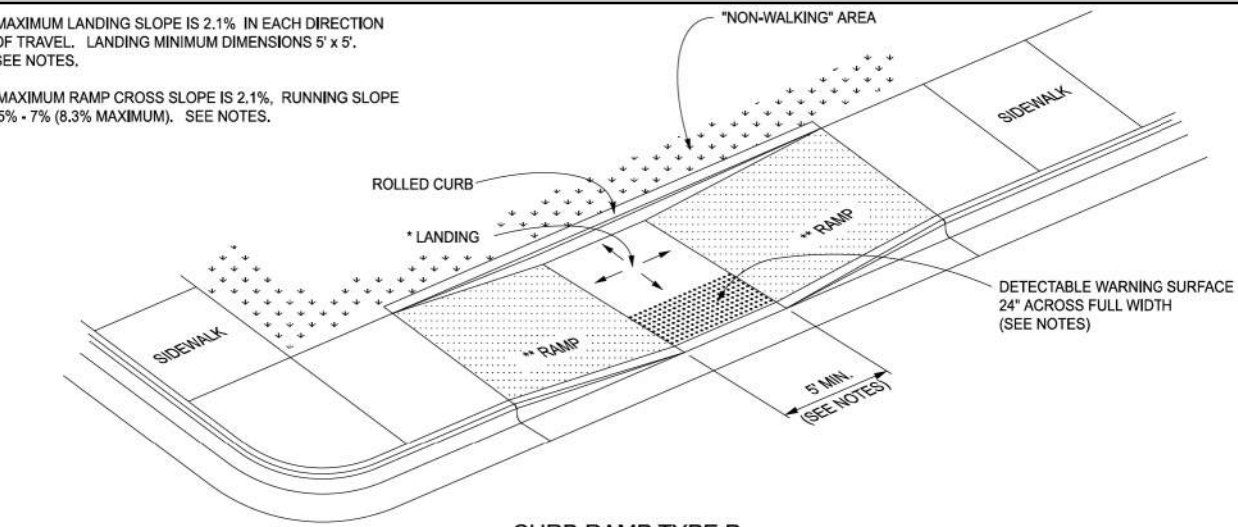 MAXIMUM LANDING SLOPE IS 2.1% IN EACH DIRECTION
OF TRAVEL. LANDING MINIMUM DIMENSIONS 5' x 5'.
SEE NOTES.
MAXIMUM RAMP CROSS SLOPE IS 2.1%, RUNNING SLOPE
5% - 7% (8.3% MAXIMUM). SEE NOTES.
"NON-WALKING" AREA
SIDEWALK
ROLLED CURB
* LANDING
** RAMP
DETECTABLE WARNING SURFACE
24" ACROSS FULL WIDTH
(SEE NOTES)
SIDEWALK
** RAMP
5' MIN.
(SEE NOTES)